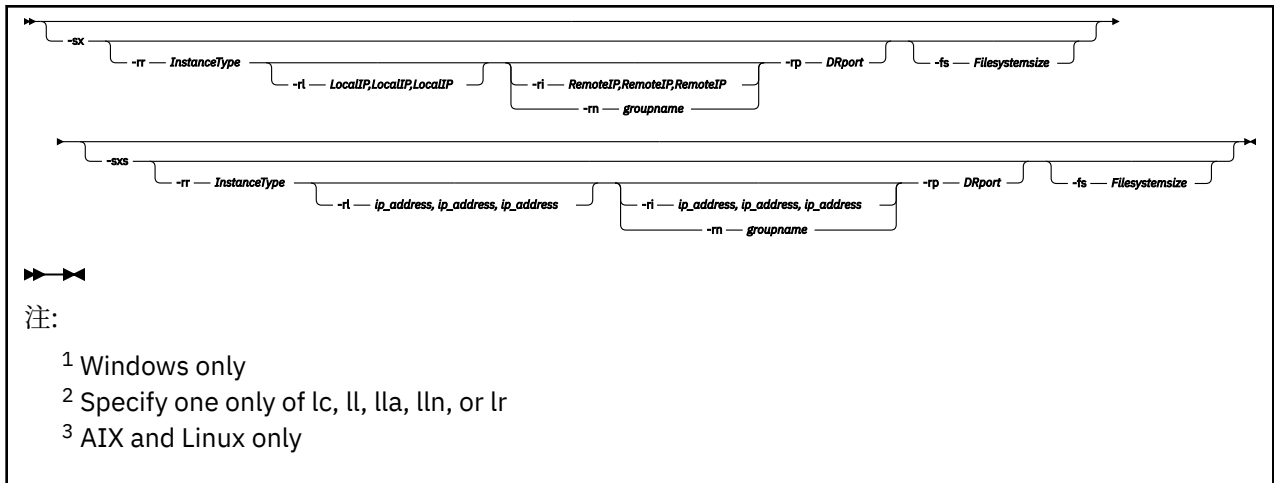 -sx
-rr InstanceType -rp DRport -fs Filesystemsize
-rl LocalIP,LocalIP,LocalIP -ri RemoteIP,RemoteIP,RemoteIP
-rn groupname
-sxs
-rr InstanceType -rp DRport -fs Filesystemsize
-rl ip_address, ip_address, ip_address -ri ip_address, ip_address, ip_address
-rn groupname
注:
1 Windows only
2 Specify one only of lc, ll, lla, lln, or lr
3 AIX and Linux only